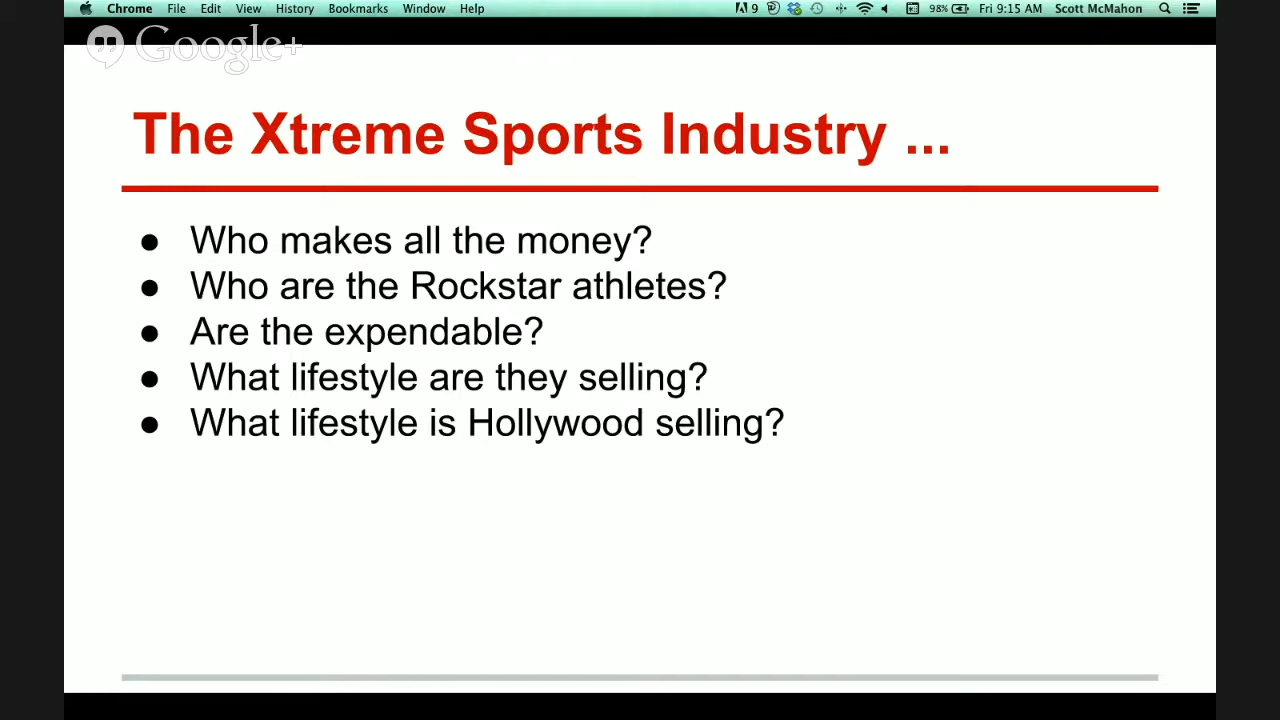 Chrome File Edit View History Bookmarks Window Help 9 98% Fri 9:15 AM Scott McMahon
Google+
The Xtreme Sports Industry ...
● Who makes all the money?
● Who are the Rockstar athletes?
● Are the expendable?
● What lifestyle are they selling?
● What lifestyle is Hollywood selling?